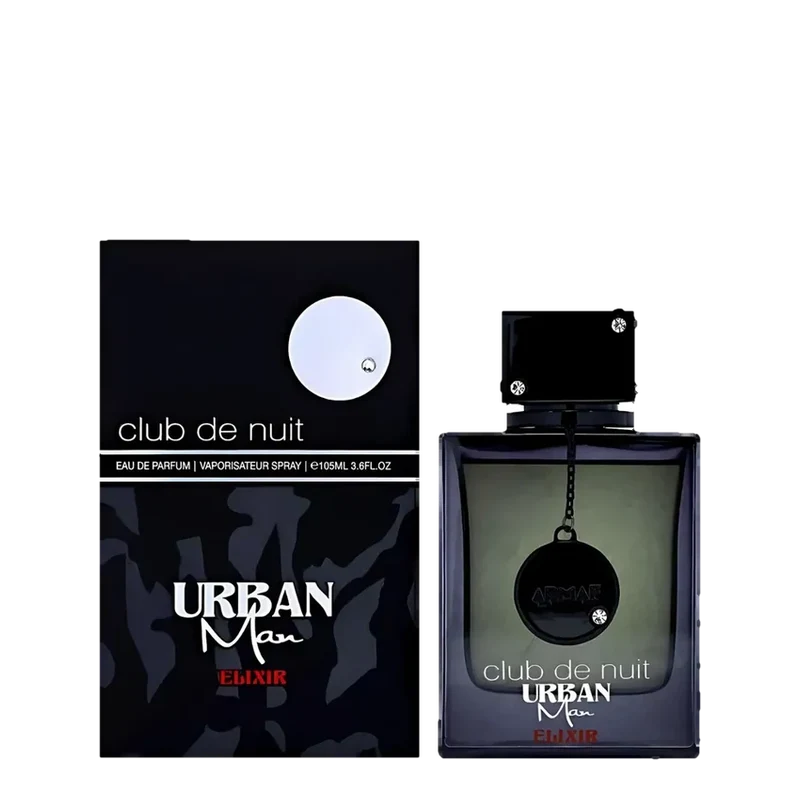 club de nuit
EAU DE PARFUM | VAPORISATEUR SPRAY | ℮105ML 3.6FL.OZ
URBAN
Man
ELIXIR
ARMAF
club de nuit
URBAN
Man
ELIXIR